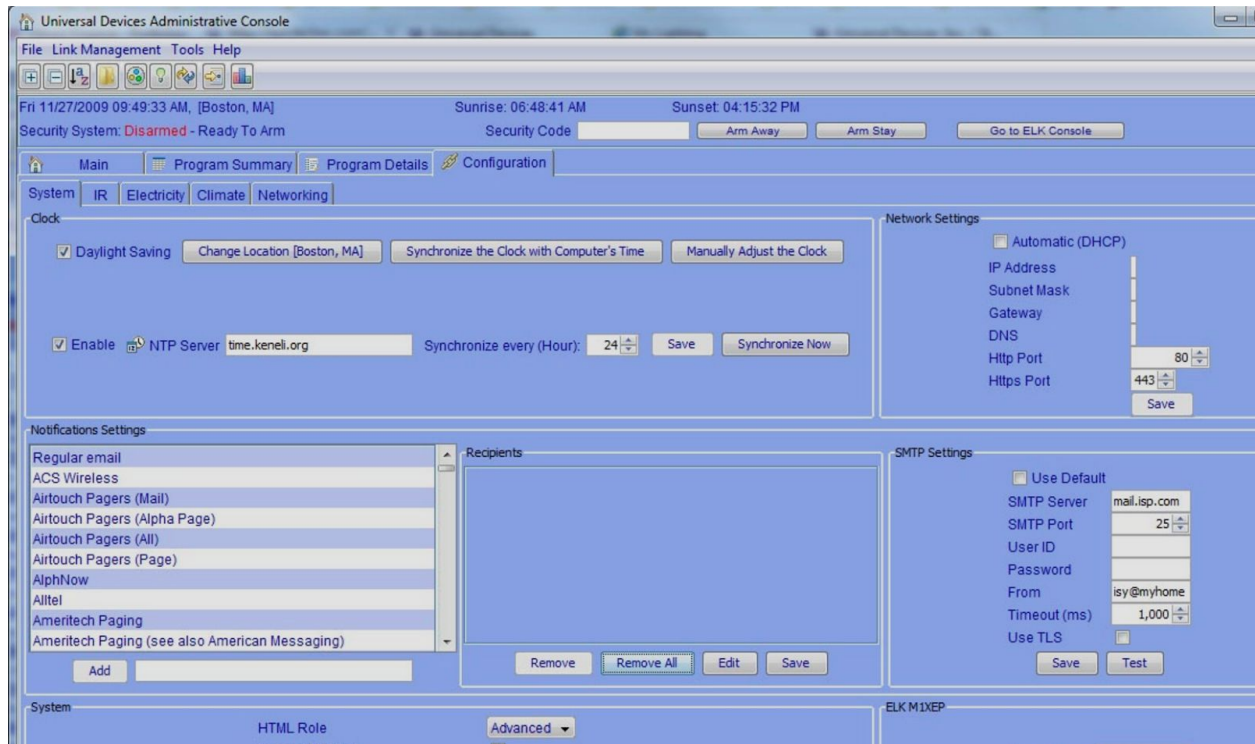 Universal Devices Administrative Console
File Link Management Tools Help
Fri 11/27/2009 09:49:33 AM, [Boston, MA] Sunrise: 06:48:41 AM Sunset: 04:15:32 PM
Security System: Disarmed - Ready To Arm Security Code Arm Away Arm Stay Go to ELK Console
Main Program Summary Program Details Configuration
System IR Electricity Climate Networking
Clock
Daylight Saving Change Location [Boston, MA] Synchronize the Clock with Computer's Time Manually Adjust the Clock
Enable NTP Server time.keneli.org Synchronize every (Hour): 24 Save Synchronize Now
Network Settings
Automatic (DHCP)
IP Address
Subnet Mask
Gateway
DNS
Http Port 80
Https Port 443
Save
Notifications Settings
Regular email
ACS Wireless
Airtouch Pagers (Mail)
Airtouch Pagers (Alpha Page)
Airtouch Pagers (All)
Airtouch Pagers (Page)
AlphNow
Alltel
Ameritech Paging
Ameritech Paging (see also American Messaging)
Add
Recipients
Remove Remove All Edit Save
SMTP Settings
Use Default
SMTP Server mail.isp.com
SMTP Port 25
User ID
Password
From isy@myhome
Timeout (ms) 1,000
Use TLS
Save Test
System
HTML Role Advanced
ELK M1XEP